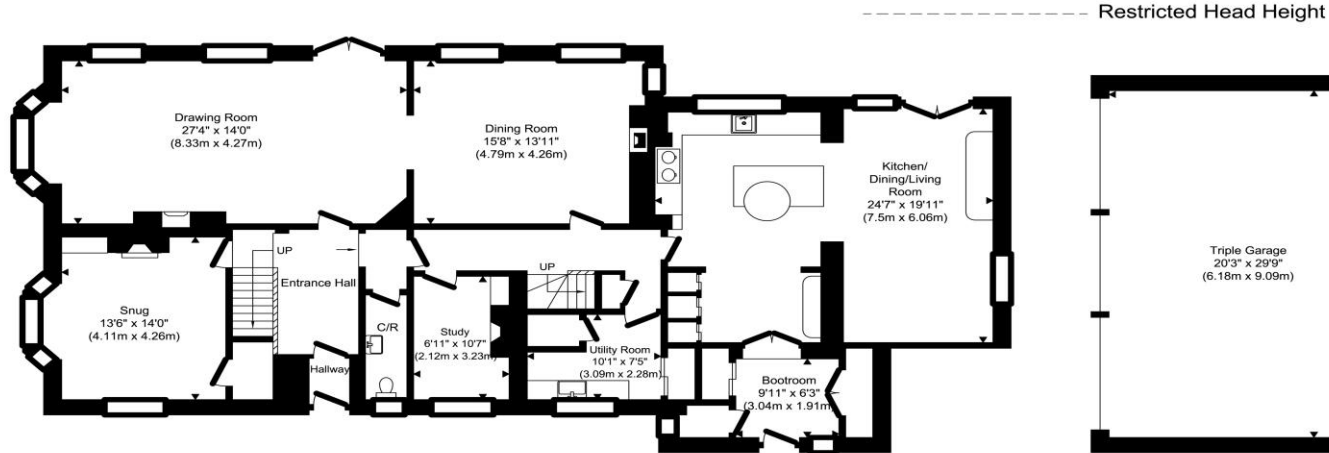 Restricted Head Height
Drawing Room
27'4" x 14'0"
(8.33m x 4.27m)
Dining Room
15'8" x 13'11"
(4.79m x 4.26m)
Kitchen/
Dining/Living
Room
24'7" x 19'11"
(7.5m x 6.06m)
Triple Garage
20'3" x 29'9"
(6.18m x 9.09m)
UP
Entrance Hall
UP
Snug
13'6" x 14'0"
(4.11m x 4.26m)
C/R
Study
6'11" x 10'7"
(2.12m x 3.23m)
Utility Room
10'1" x 7'5"
(3.09m x 2.28m)
Hallway
Bootroom
9'11" x 6'3"
(3.04m x 1.91m)